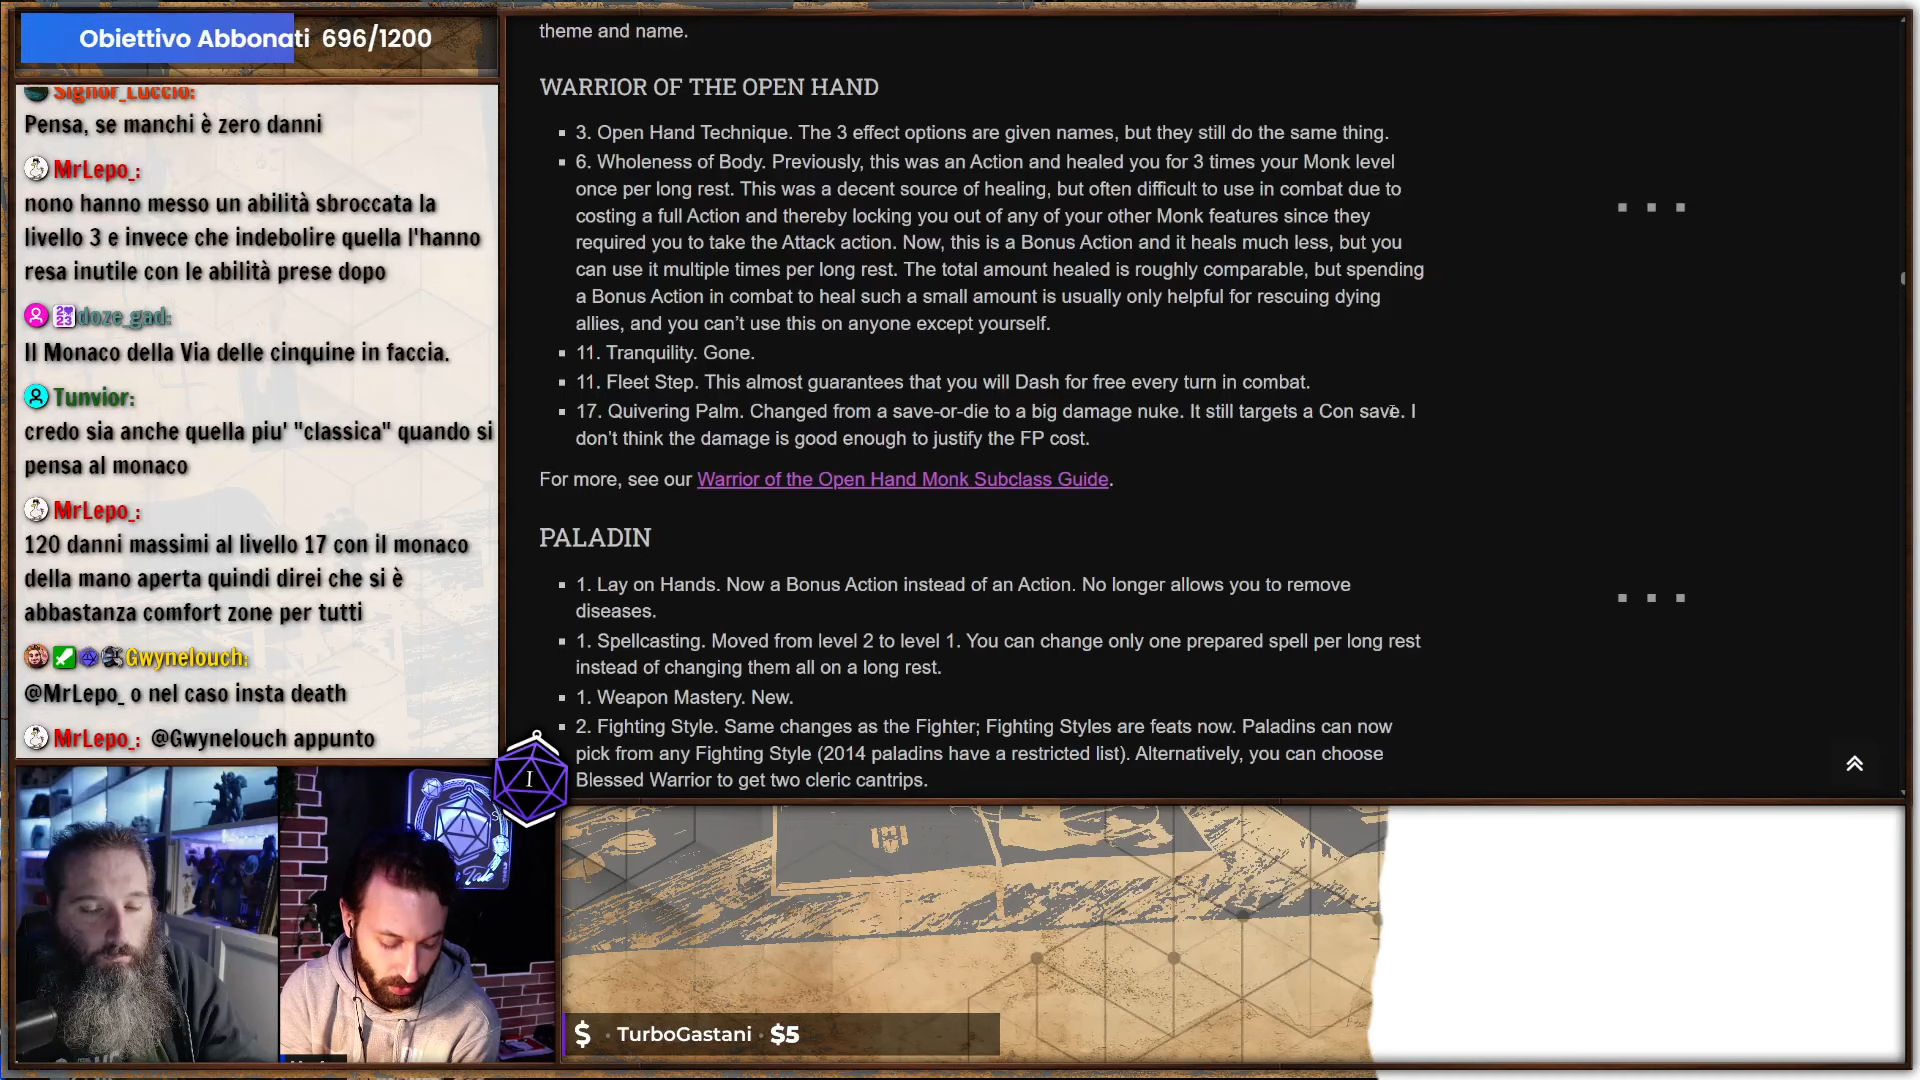 Obiettivo Abbonati 696/1200
Signor_Luccio:
Pensa, se manchi è zero danni
MrLepo_:
nono hanno messo un abilità sbroccata la
livello 3 e invece che indebolire quella l'hanno
resa inutile con le abilità prese dopo
doze_gad:
Il Monaco della Via delle cinquine in faccia.
Tunvior:
credo sia anche quella piu' "classica" quando si
pensa al monaco
MrLepo_:
120 danni massimi al livello 17 con il monaco
della mano aperta quindi direi che si è
abbastanza comfort zone per tutti
Gwynelouch:
@MrLepo_ o nel caso insta death
MrLepo_: @Gwynelouch appunto
theme and name.
WARRIOR OF THE OPEN HAND
▪ 3. Open Hand Technique. The 3 effect options are given names, but they still do the same thing.
▪ 6. Wholeness of Body. Previously, this was an Action and healed you for 3 times your Monk level
once per long rest. This was a decent source of healing, but often difficult to use in combat due to
costing a full Action and thereby locking you out of any of your other Monk features since they
required you to take the Attack action. Now, this is a Bonus Action and it heals much less, but you
can use it multiple times per long rest. The total amount healed is roughly comparable, but spending
a Bonus Action in combat to heal such a small amount is usually only helpful for rescuing dying
allies, and you can’t use this on anyone except yourself.
▪ 11. Tranquility. Gone.
▪ 11. Fleet Step. This almost guarantees that you will Dash for free every turn in combat.
▪ 17. Quivering Palm. Changed from a save-or-die to a big damage nuke. It still targets a Con save. I
don’t think the damage is good enough to justify the FP cost.
For more, see our Warrior of the Open Hand Monk Subclass Guide.
PALADIN
▪ 1. Lay on Hands. Now a Bonus Action instead of an Action. No longer allows you to remove
diseases.
▪ 1. Spellcasting. Moved from level 2 to level 1. You can change only one prepared spell per long rest
instead of changing them all on a long rest.
▪ 1. Weapon Mastery. New.
▪ 2. Fighting Style. Same changes as the Fighter; Fighting Styles are feats now. Paladins can now
pick from any Fighting Style (2014 paladins have a restricted list). Alternatively, you can choose
Blessed Warrior to get two cleric cantrips.
I
$ · TurboGastani · $5